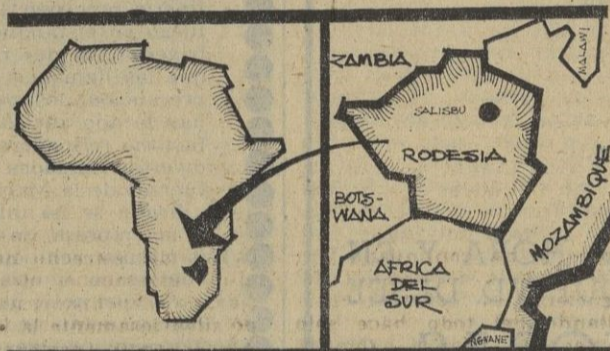 ZAMBIA
MALAWI
SALISBU
RODESIA
BOTS-
WANA
MOZAMBIQUE
AFRICA
DEL
SUR